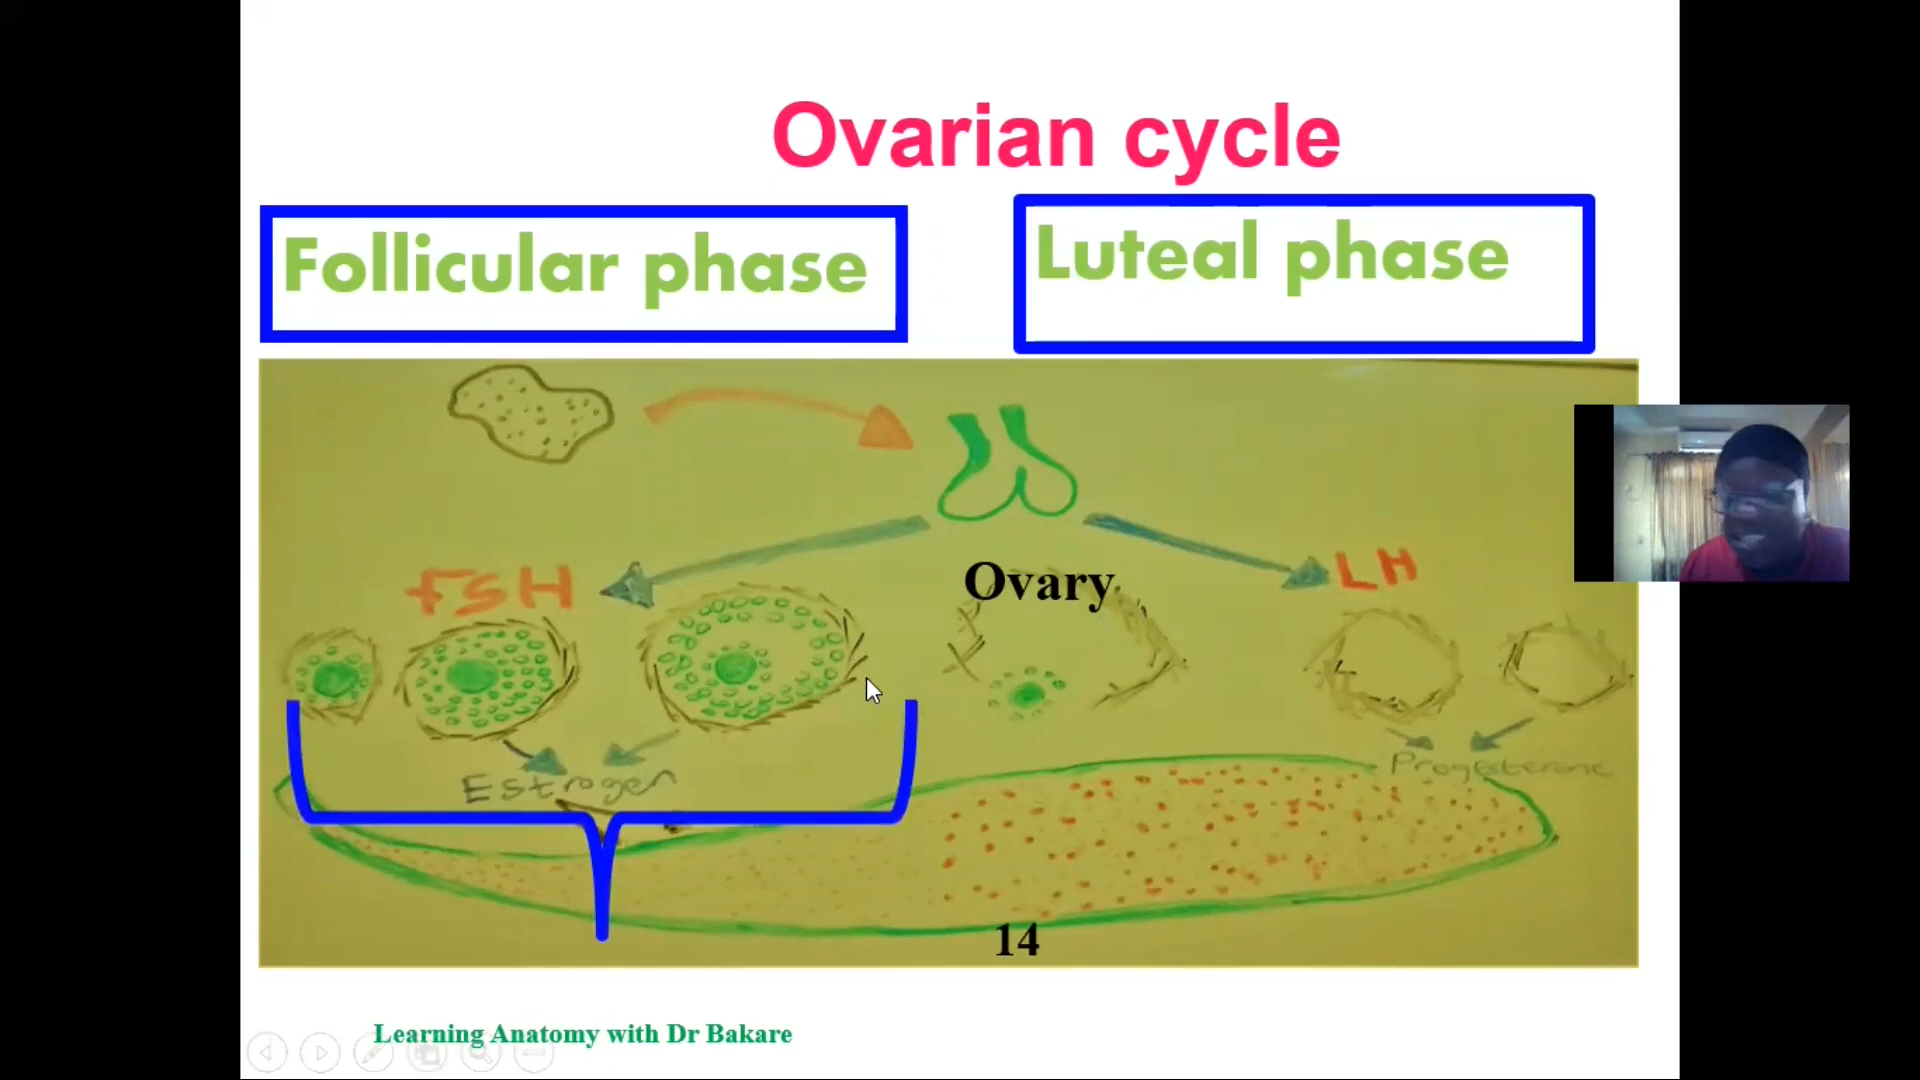 Ovarian cycle
Follicular phase
Luteal phase
FSH
Ovary
LH
Estrogen
Progesterone
14
Learning Anatomy with Dr Bakare